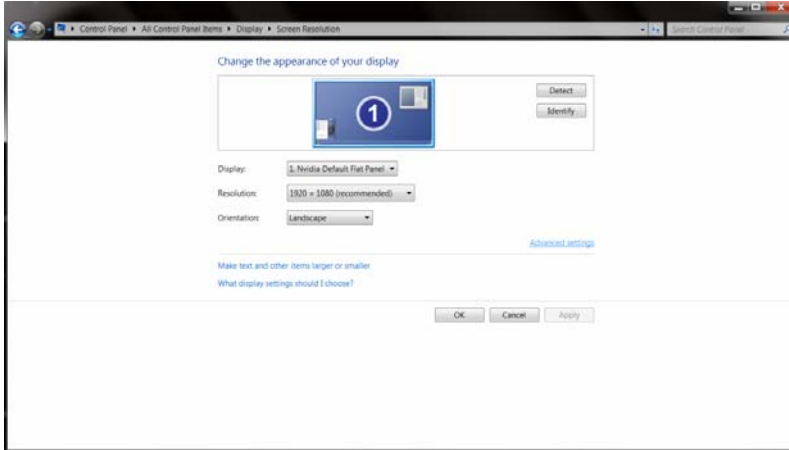 Control Panel ▸ All Control Panel Items ▸ Display ▸ Screen Resolution
Search Control Panel
Change the appearance of your display
1
Detect
Identify
Display:
1. Nvidia Default Flat Panel
Resolution:
1920 × 1080 (recommended)
Orientation:
Landscape
Advanced settings
Make text and other items larger or smaller
What display settings should I choose?
OK
Cancel
Apply